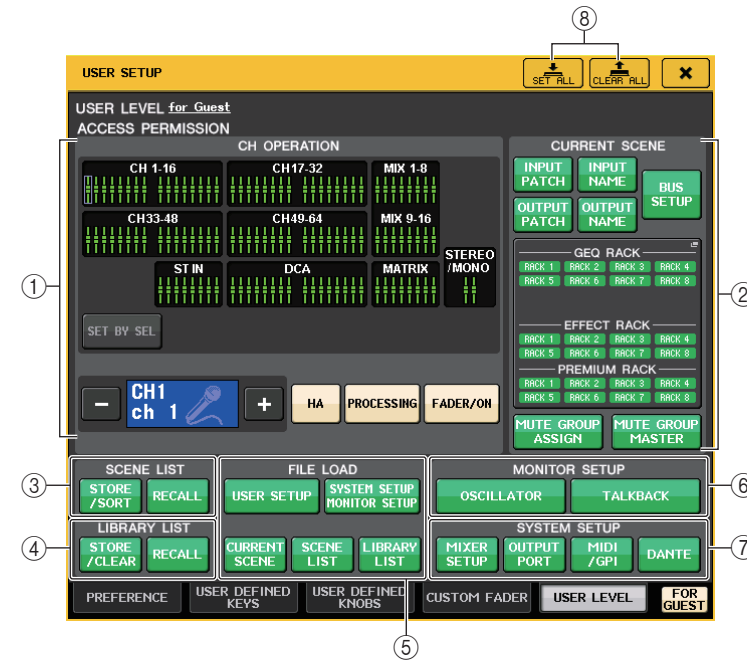 ⑧
USER SETUP
SET ALL
CLEAR ALL
USER LEVEL for Guest
ACCESS PERMISSION
①
CH OPERATION
CH 1-16
CH17-32
MIX 1-8
CH33-48
CH49-64
MIX 9-16
ST IN
DCA
MATRIX
STEREO
/MONO
SET BY SEL
−
CH1
ch 1
+
HA
PROCESSING
FADER/ON
CURRENT SCENE
②
INPUT
PATCH
INPUT
NAME
BUS
SETUP
OUTPUT
PATCH
OUTPUT
NAME
GEQ RACK
RACK 1 RACK 2 RACK 3 RACK 4
RACK 5 RACK 6 RACK 7 RACK 8
EFFECT RACK
RACK 1 RACK 2 RACK 3 RACK 4
RACK 5 RACK 6 RACK 7 RACK 8
PREMIUM RACK
RACK 1 RACK 2 RACK 3 RACK 4
RACK 5 RACK 6 RACK 7 RACK 8
MUTE GROUP
ASSIGN
MUTE GROUP
MASTER
③
SCENE LIST
STORE
/SORT
RECALL
④
LIBRARY LIST
STORE
/CLEAR
RECALL
FILE LOAD
USER SETUP
SYSTEM SETUP
MONITOR SETUP
CURRENT
SCENE
SCENE
LIST
LIBRARY
LIST
⑤
MONITOR SETUP
OSCILLATOR
TALKBACK
⑥
SYSTEM SETUP
MIXER
SETUP
OUTPUT
PORT
MIDI
/GPI
DANTE
⑦
PREFERENCE
USER DEFINED
KEYS
USER DEFINED
KNOBS
CUSTOM FADER
USER LEVEL
FOR
GUEST